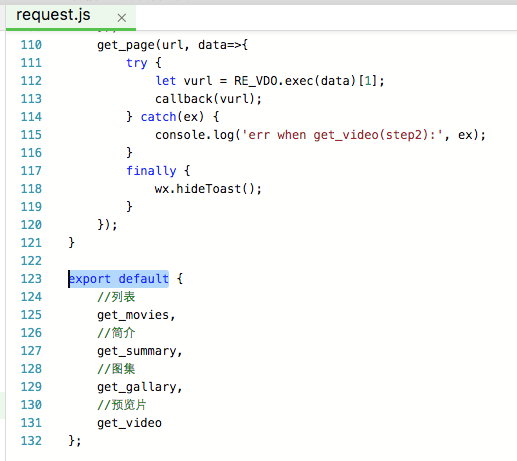 request.js ×
110 get_page(url, data=>{
111 try {
112 let vurl = RE_VDO.exec(data)[1];
113 callback(vurl);
114 } catch(ex) {
115 console.log('err when get_video(step2):', ex);
116 }
117 finally {
118 wx.hideToast();
119 }
120 });
121 }
122
123 export default {
124 //列表
125 get_movies,
126 //简介
127 get_summary,
128 //图集
129 get_gallary,
130 //预览片
131 get_video
132 };